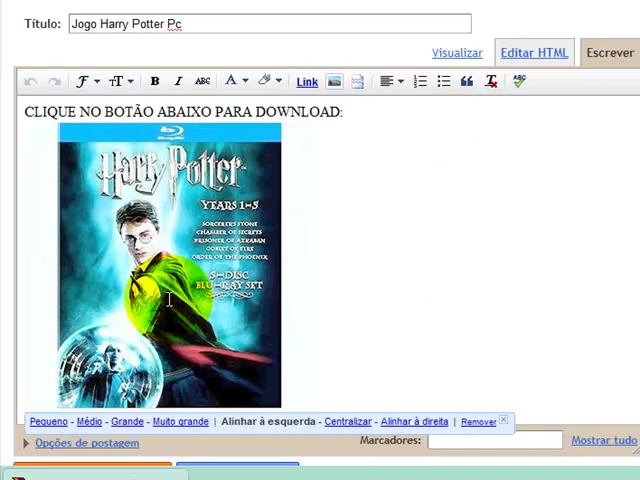 Título: Jogo Harry Potter Pc
Visualizar Editar HTML Escrever
Link
CLIQUE NO BOTÃO ABAIXO PARA DOWNLOAD:
Harry Potter
YEARS 1-5
SORCERER'S STONE
CHAMBER OF SECRETS
PRISONER OF AZKABAN
GOBLET OF FIRE
ORDER OF THE PHOENIX
5-DISC
BLU-RAY SET
Pequeno - Médio - Grande - Muito grande | Alinhar à esquerda - Centralizar - Alinhar à direita | Remover
Opções de postagem Marcadores: Mostrar tudo